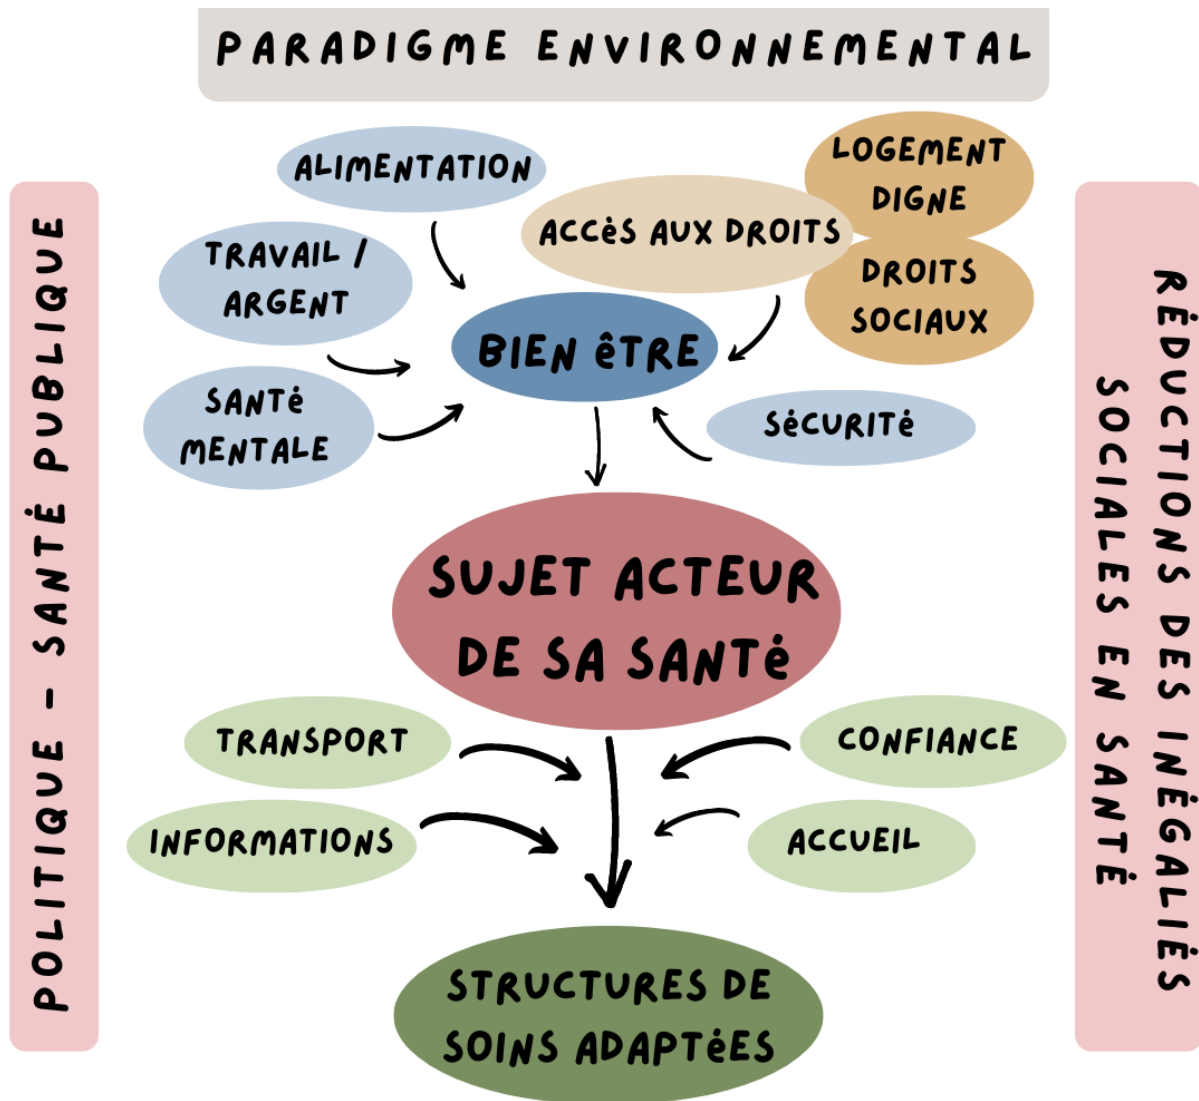 PARADIGME ENVIRONNEMENTAL
ALIMENTATION
LOGEMENT
DIGNE
ACCÈS AUX DROITS
TRAVAIL /
ARGENT
DROITS
SOCIAUX
BIEN ÊTRE
SANTÉ
MENTALE
SÉCURITÉ
POLITIQUE - SANTÉ PUBLIQUE
RÉDUCTIONS DES INÉGALIÉS
SOCIALES EN SANTÉ
SUJET ACTEUR
DE SA SANTÉ
TRANSPORT
CONFIANCE
INFORMATIONS
ACCUEIL
STRUCTURES DE
SOINS ADAPTÉES